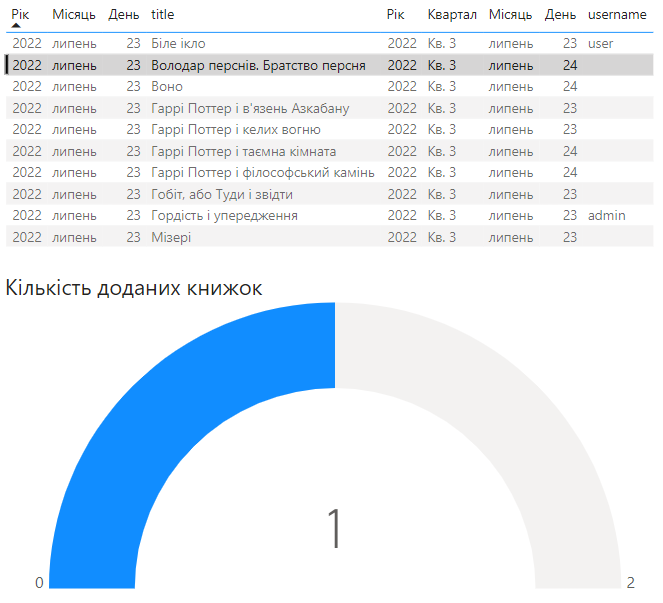 Рік Місяць День title Рік Квартал Місяць День username
2022 липень 23 Біле ікло 2022 Кв. 3 липень 23 user
2022 липень 23 Володар перснів. Братство персня 2022 Кв. 3 липень 24
2022 липень 23 Воно 2022 Кв. 3 липень 24
2022 липень 23 Гаррі Поттер і в'язень Азкабану 2022 Кв. 3 липень 23
2022 липень 23 Гаррі Поттер і келих вогню 2022 Кв. 3 липень 23
2022 липень 23 Гаррі Поттер і таємна кімната 2022 Кв. 3 липень 24
2022 липень 23 Гаррі Поттер і філософський камінь 2022 Кв. 3 липень 24
2022 липень 23 Гобіт, або Туди і звідти 2022 Кв. 3 липень 23
2022 липень 23 Гордість і упередження 2022 Кв. 3 липень 23 admin
2022 липень 23 Мізері 2022 Кв. 3 липень 23
Кількість доданих книжок
1
0 2